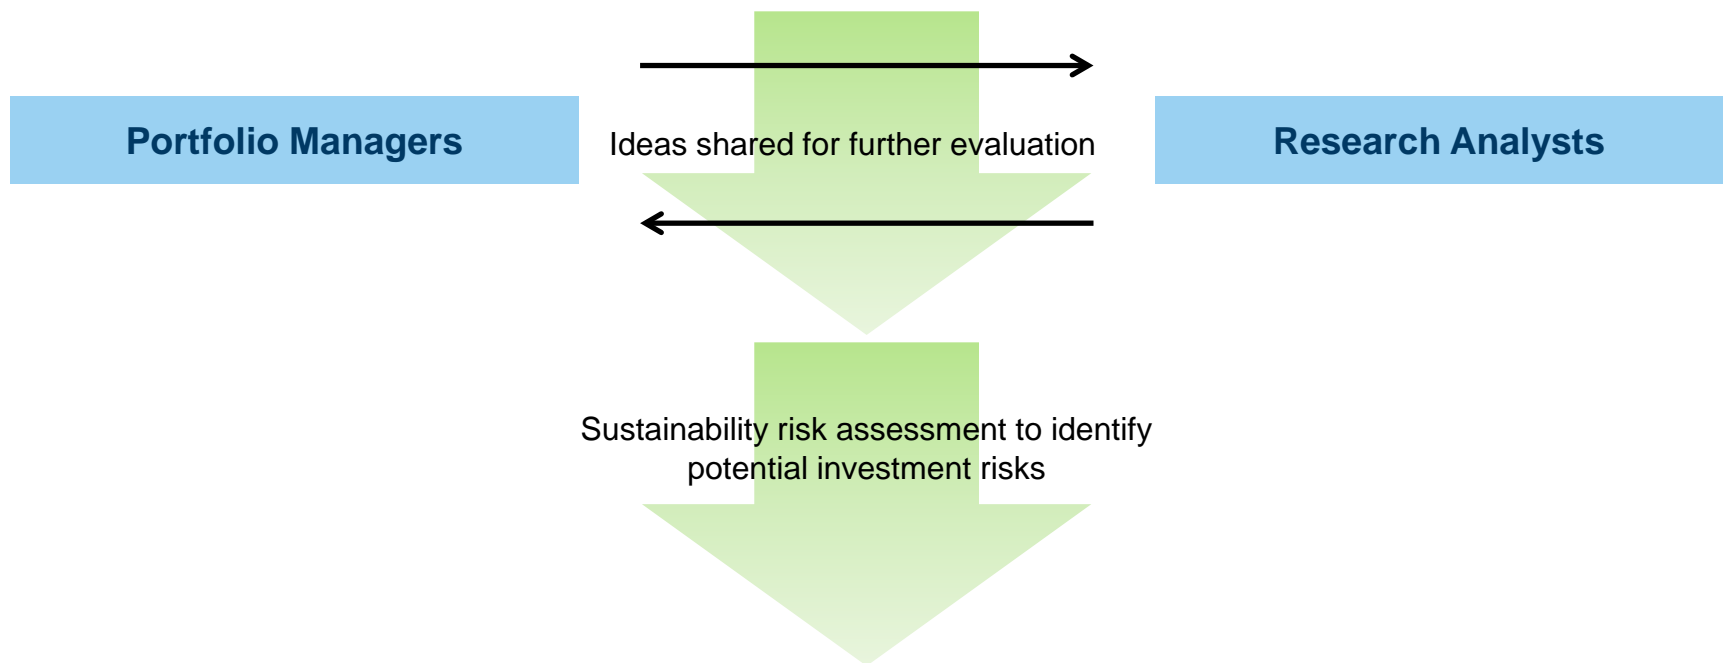 Portfolio Managers
Ideas shared for further evaluation
Research Analysts
Sustainability risk assessment to identify
potential investment risks